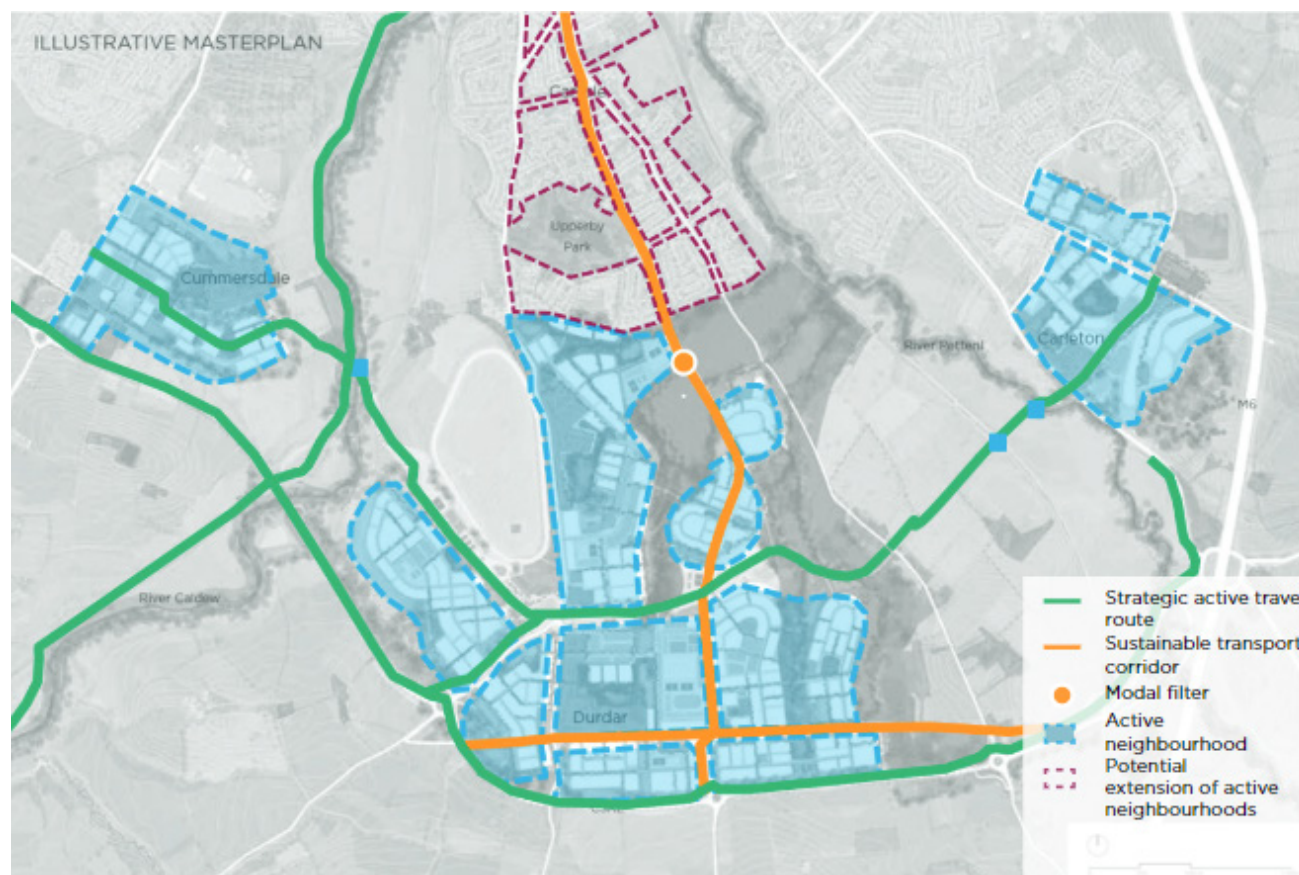 ILLUSTRATIVE MASTERPLAN
Carlisle
Upperby
Park
Cummersdale
River Petteril
Carleton
M6
River Caldew
Durdar
Strategic active trave
route
Sustainable transport
corridor
Modal filter
Active
neighbourhood
Potential
extension of active
neighbourhoods